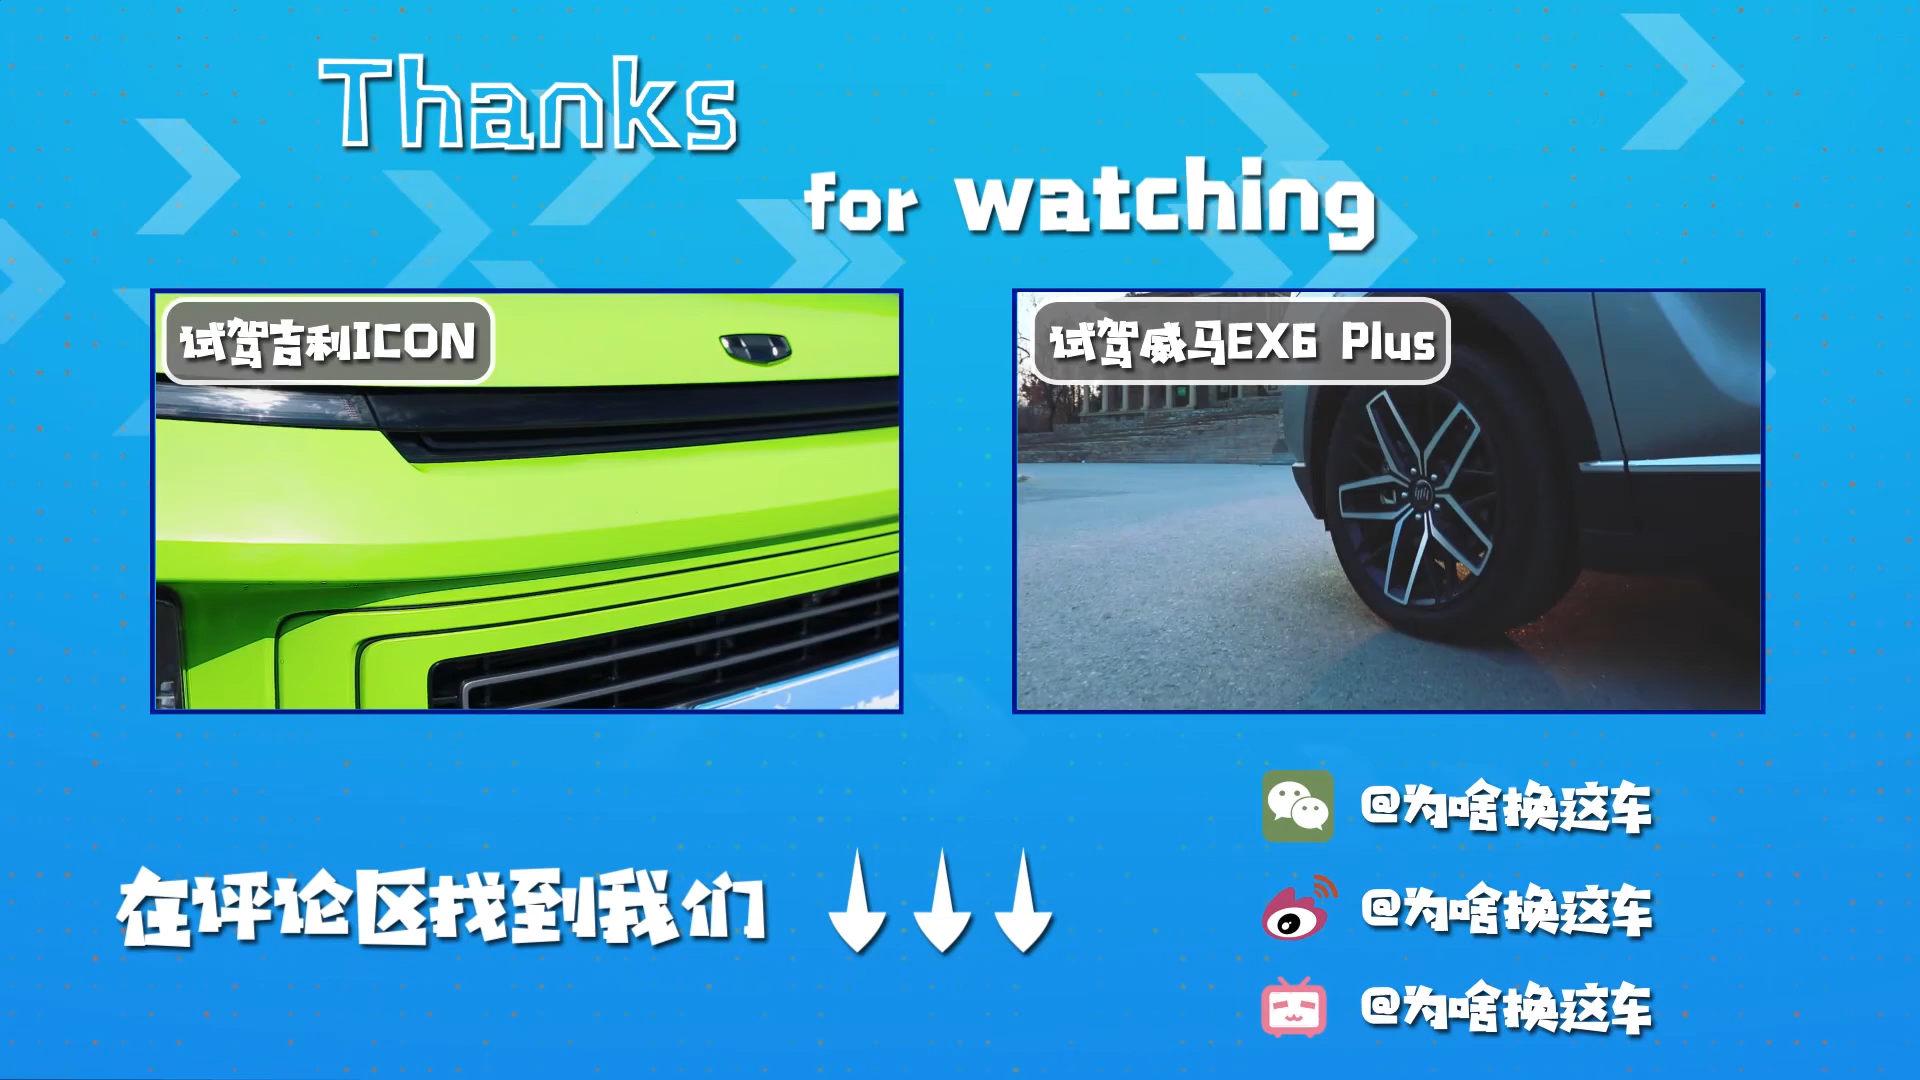 Thanks
for watching
试驾吉利ICON
试驾威马EX6 Plus
@为啥换这车
在评论区找到我们
@为啥换这车
@为啥换这车